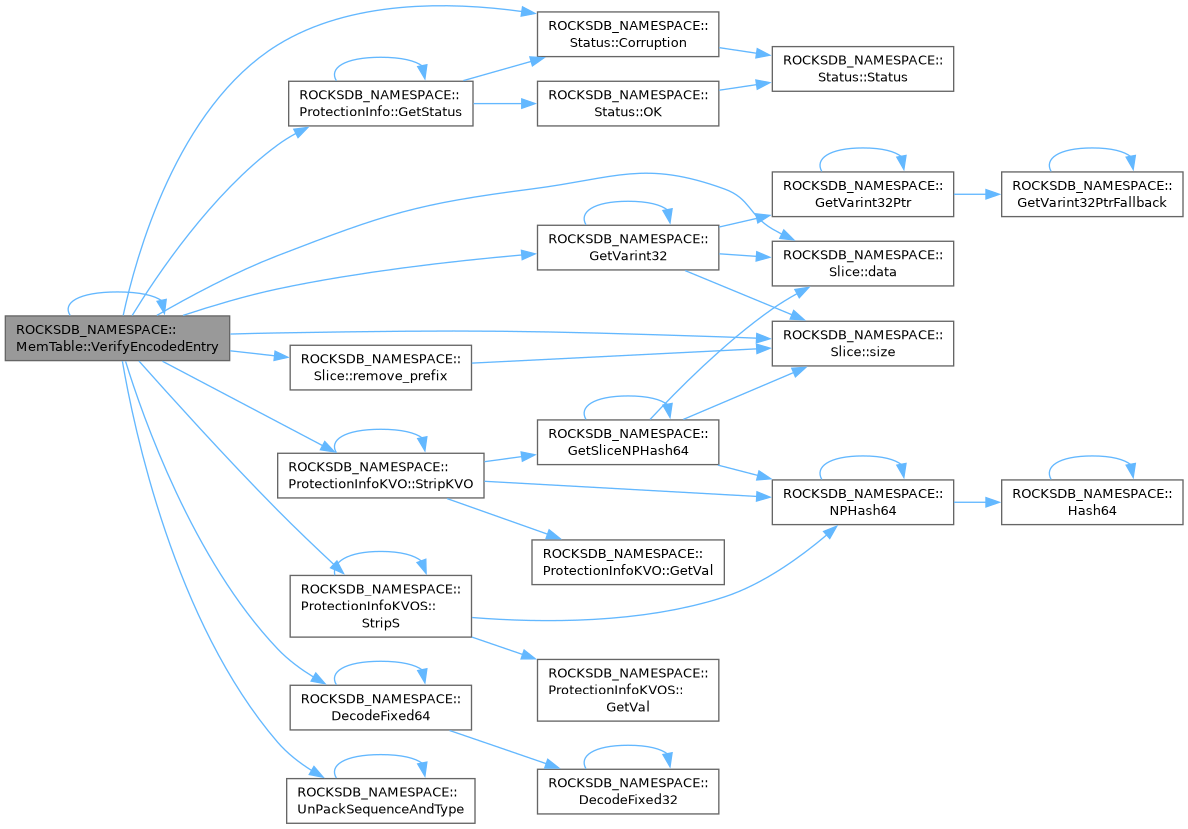 ROCKSDB_NAMESPACE::
MemTable::VerifyEncodedEntry
ROCKSDB_NAMESPACE::
ProtectionInfo::GetStatus
ROCKSDB_NAMESPACE::
Status::Corruption
ROCKSDB_NAMESPACE::
Status::OK
ROCKSDB_NAMESPACE::
Status::Status
ROCKSDB_NAMESPACE::
GetVarint32
ROCKSDB_NAMESPACE::
GetVarint32Ptr
ROCKSDB_NAMESPACE::
GetVarint32PtrFallback
ROCKSDB_NAMESPACE::
Slice::data
ROCKSDB_NAMESPACE::
Slice::size
ROCKSDB_NAMESPACE::
Slice::remove_prefix
ROCKSDB_NAMESPACE::
ProtectionInfoKVO::StripKVO
ROCKSDB_NAMESPACE::
GetSliceNPHash64
ROCKSDB_NAMESPACE::
NPHash64
ROCKSDB_NAMESPACE::
Hash64
ROCKSDB_NAMESPACE::
ProtectionInfoKVO::GetVal
ROCKSDB_NAMESPACE::
ProtectionInfoKVOS::
StripS
ROCKSDB_NAMESPACE::
ProtectionInfoKVOS::
GetVal
ROCKSDB_NAMESPACE::
DecodeFixed64
ROCKSDB_NAMESPACE::
DecodeFixed32
ROCKSDB_NAMESPACE::
UnPackSequenceAndType